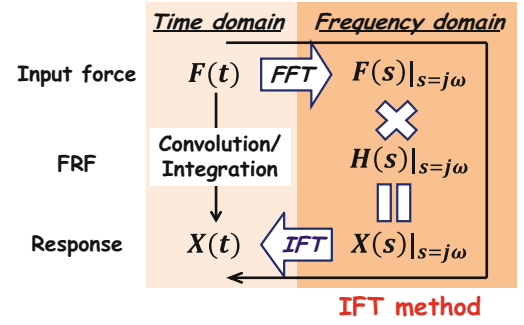 Time domain Frequency domain
Input force F(t) FFT F(s)|s=jω
×
Convolution/
Integration
FRF H(s)|s=jω
=
Response X(t) IFT X(s)|s=jω
IFT method